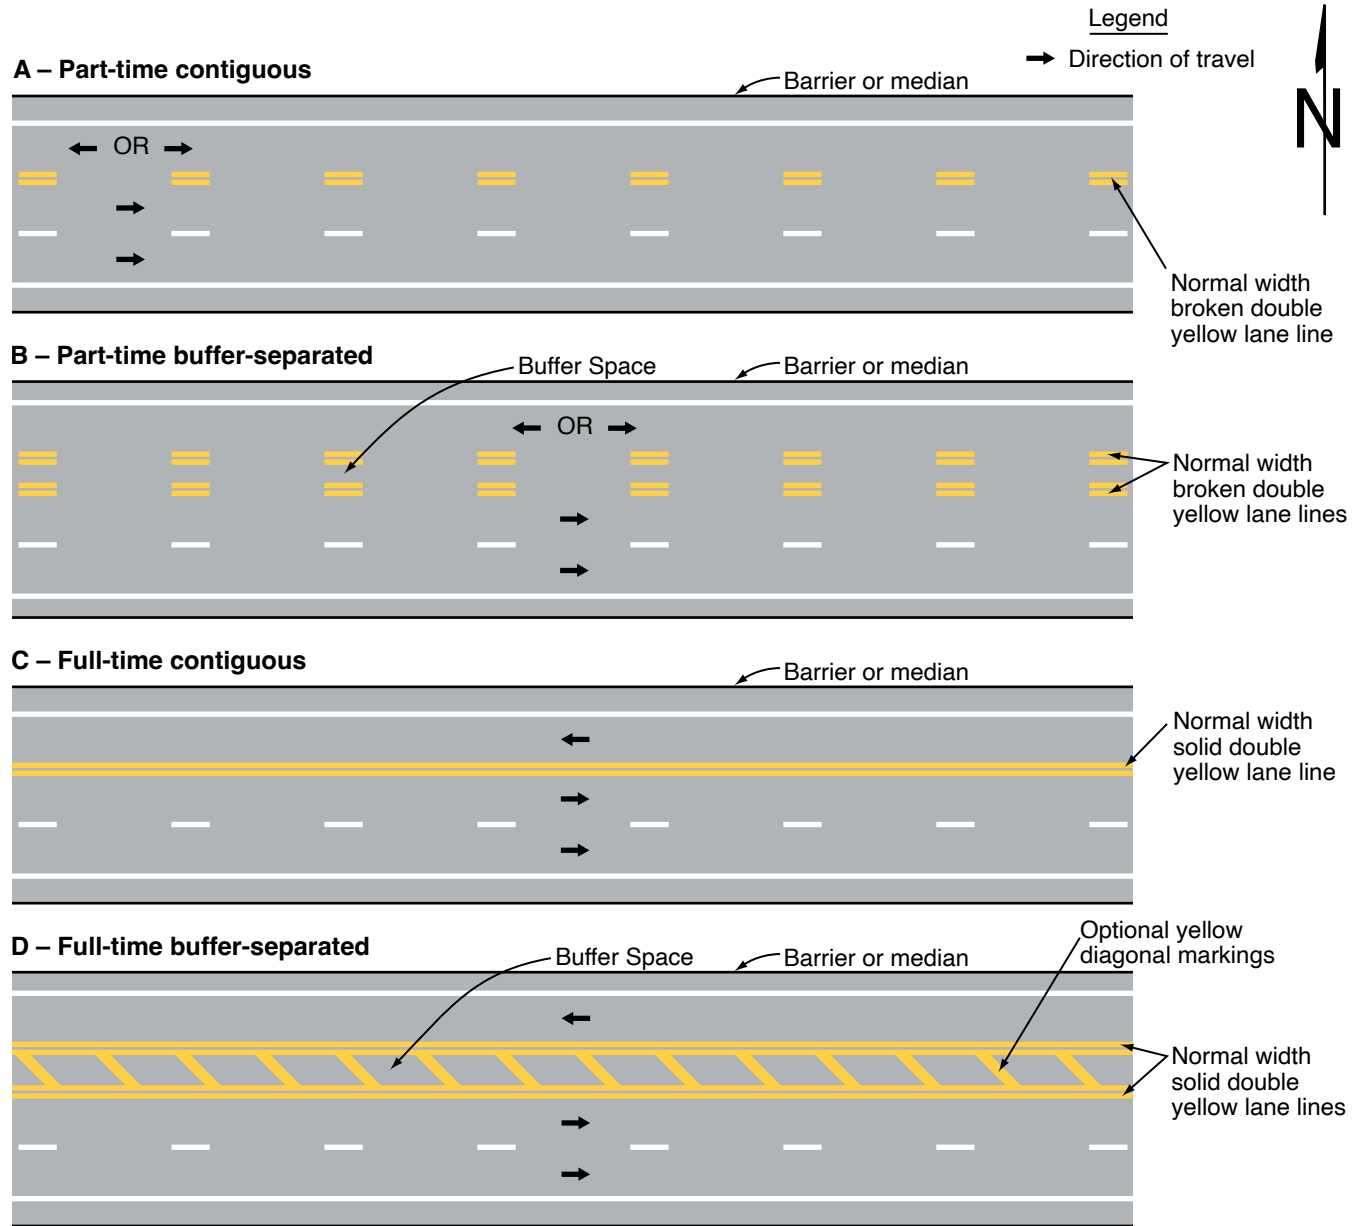 Legend
Direction of travel
N
A – Part-time contiguous
Barrier or median
OR
Normal width
broken double
yellow lane line
B – Part-time buffer-separated
Buffer Space
Barrier or median
OR
Normal width
broken double
yellow lane lines
C – Full-time contiguous
Barrier or median
Normal width
solid double
yellow lane line
D – Full-time buffer-separated
Buffer Space
Barrier or median
Optional yellow
diagonal markings
Normal width
solid double
yellow lane lines